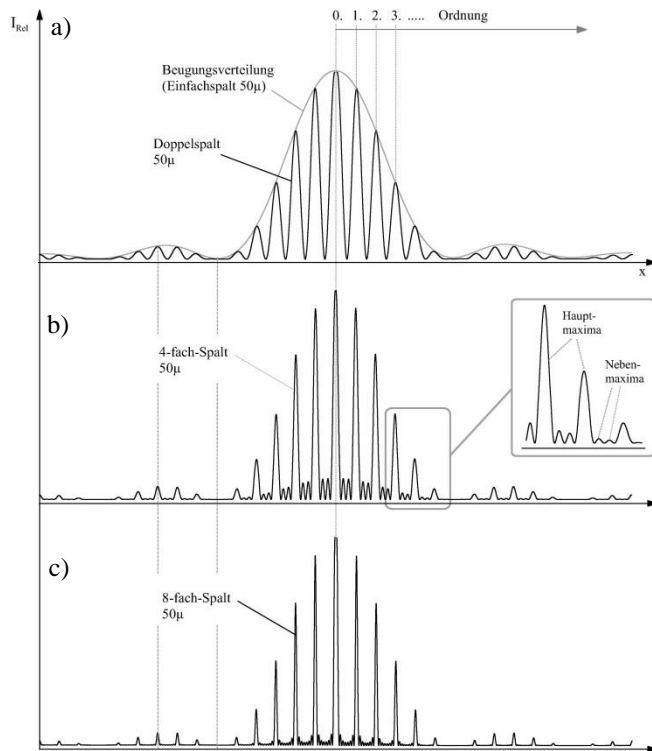 I_Rel
a)
0. 1. 2. 3. ..... Ordnung
Beugungsverteilung
(Einfachspalt 50µ)
Doppelspalt
50µ
x
b)
4-fach-Spalt
50µ
Haupt-
maxima
Neben-
maxima
c)
8-fach-Spalt
50µ